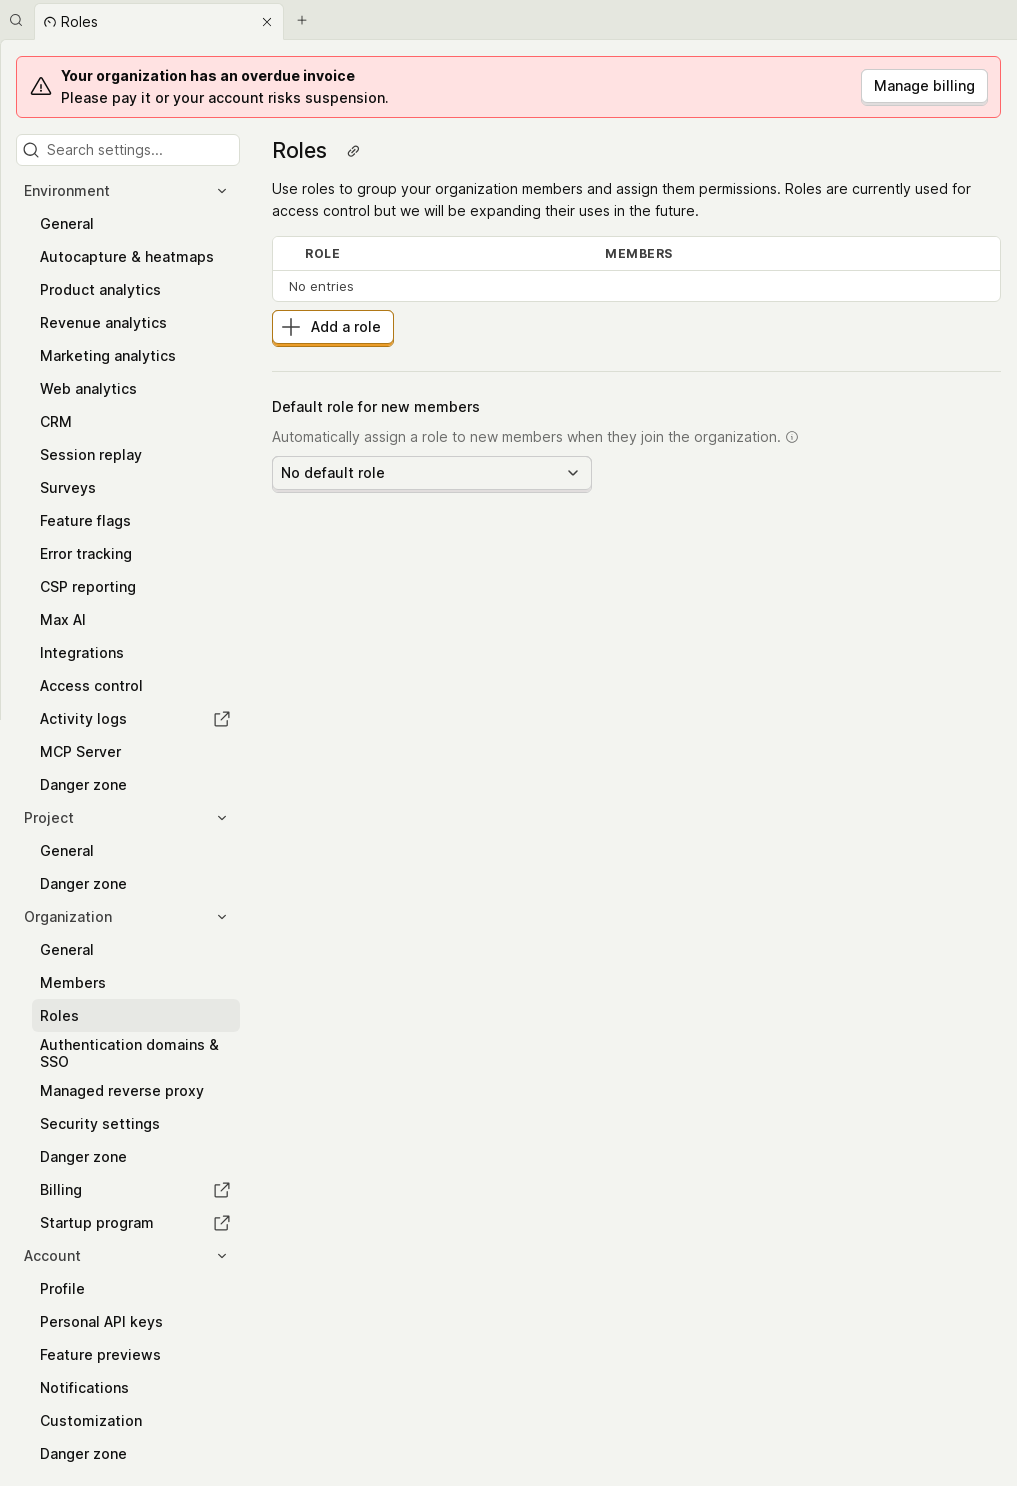 Roles
Your organization has an overdue invoice
Please pay it or your account risks suspension.
Manage billing
Search settings...
Environment
General
Autocapture & heatmaps
Product analytics
Revenue analytics
Marketing analytics
Web analytics
CRM
Session replay
Surveys
Feature flags
Error tracking
CSP reporting
Max AI
Integrations
Access control
Activity logs
MCP Server
Danger zone
Project
General
Danger zone
Organization
General
Members
Roles
Authentication domains &
SSO
Managed reverse proxy
Security settings
Danger zone
Billing
Startup program
Account
Profile
Personal API keys
Feature previews
Notifications
Customization
Danger zone
Roles
Use roles to group your organization members and assign them permissions. Roles are currently used for
access control but we will be expanding their uses in the future.
ROLE MEMBERS
No entries
Add a role
Default role for new members
Automatically assign a role to new members when they join the organization.
No default role